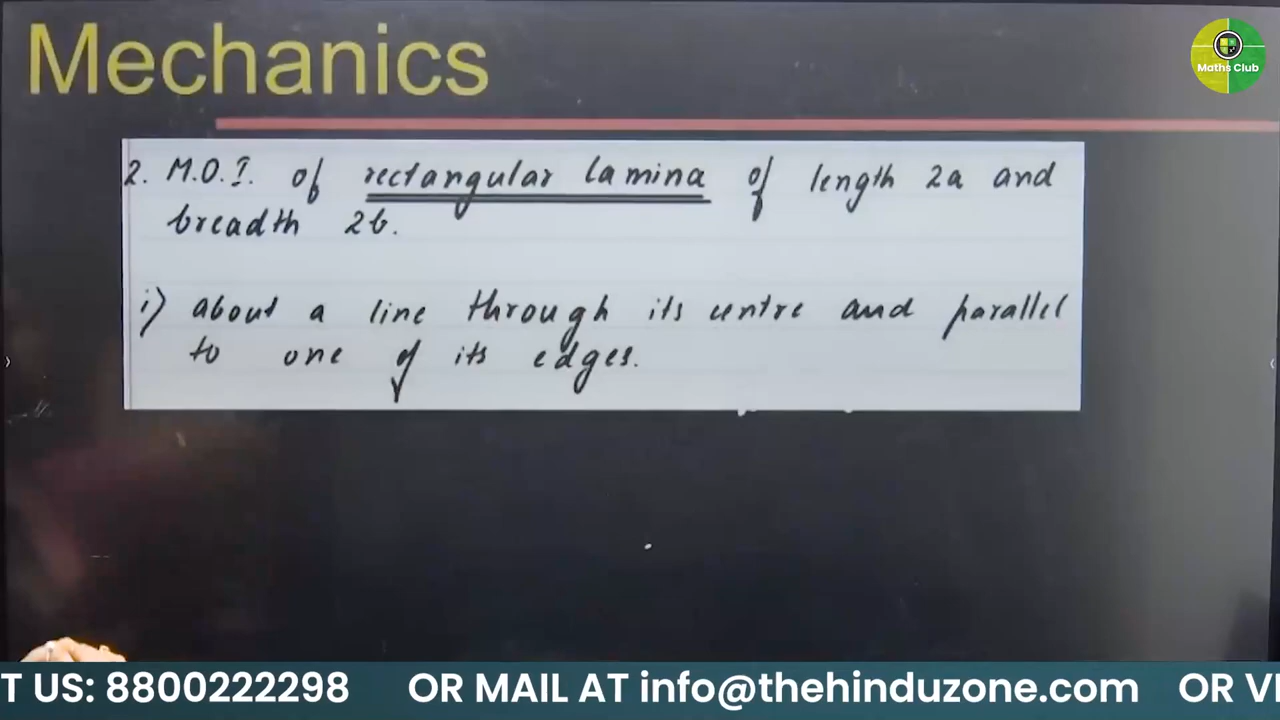 Mechanics
Maths Club
2. M.O.I. of rectangular lamina of length 2a and
breadth 2b.
i) about a line through its centre and parallel
to one of its edges.
T US: 8800222298 OR MAIL AT info@thehinduzone.com OR VI